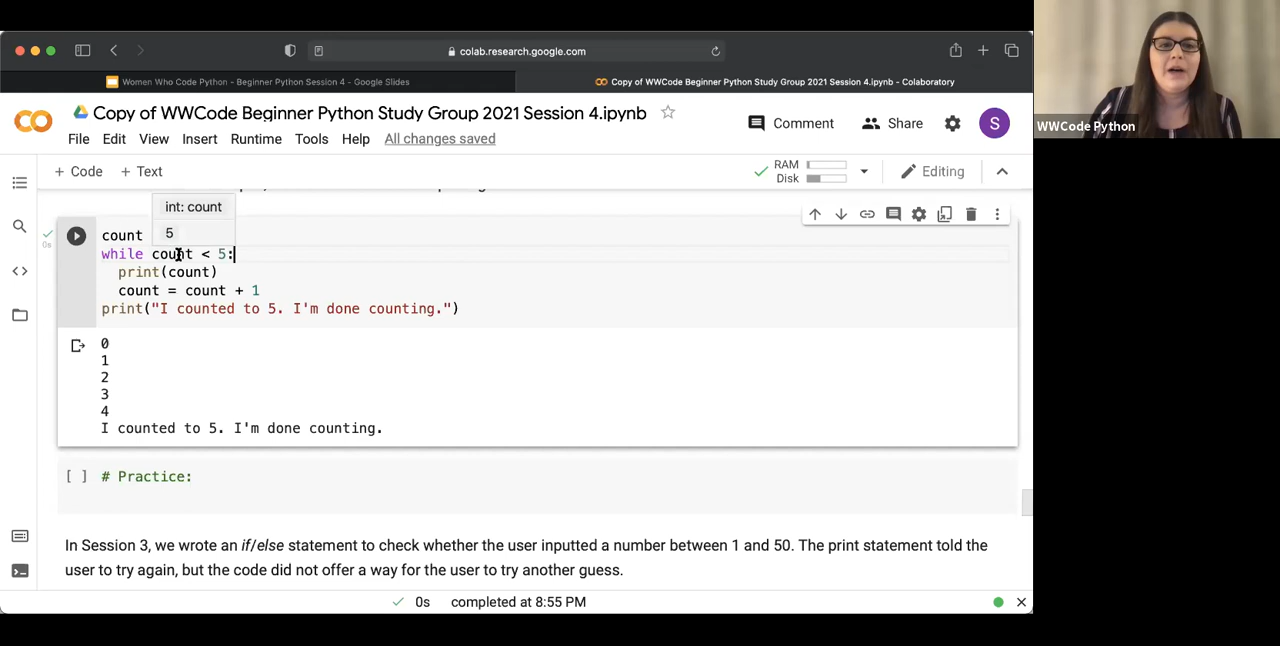 colab.research.google.com
Women Who Code Python - Beginner Python Session 4 - Google Slides
Copy of WWCode Beginner Python Study Group 2021 Session 4.ipynb - Colaboratory
Copy of WWCode Beginner Python Study Group 2021 Session 4.ipynb
Comment
Share
S
WWCode Python
File Edit View Insert Runtime Tools Help All changes saved
+ Code + Text
RAM
Disk
Editing
int: count
5
count
while count < 5:
print(count)
count = count + 1
print("I counted to 5. I'm done counting.")
0s
0
1
2
3
4
I counted to 5. I'm done counting.
[ ] # Practice:
In Session 3, we wrote an if/else statement to check whether the user inputted a number between 1 and 50. The print statement told the
user to try again, but the code did not offer a way for the user to try another guess.
0s completed at 8:55 PM